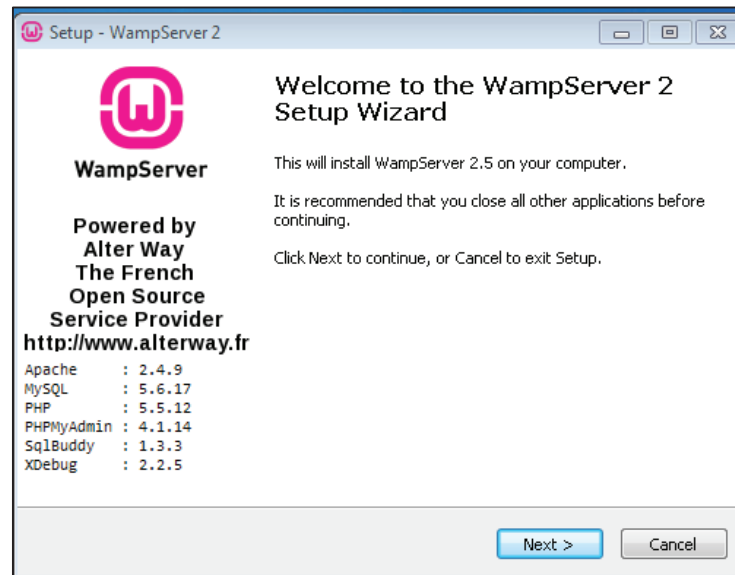 Setup - WampServer 2
WampServer
Powered by
Alter Way
The French
Open Source
Service Provider
http://www.alterway.fr
Apache : 2.4.9
MySQL : 5.6.17
PHP : 5.5.12
PHPMyAdmin : 4.1.14
SqlBuddy : 1.3.3
XDebug : 2.2.5
Welcome to the WampServer 2
Setup Wizard
This will install WampServer 2.5 on your computer.
It is recommended that you close all other applications before
continuing.
Click Next to continue, or Cancel to exit Setup.
Next >
Cancel